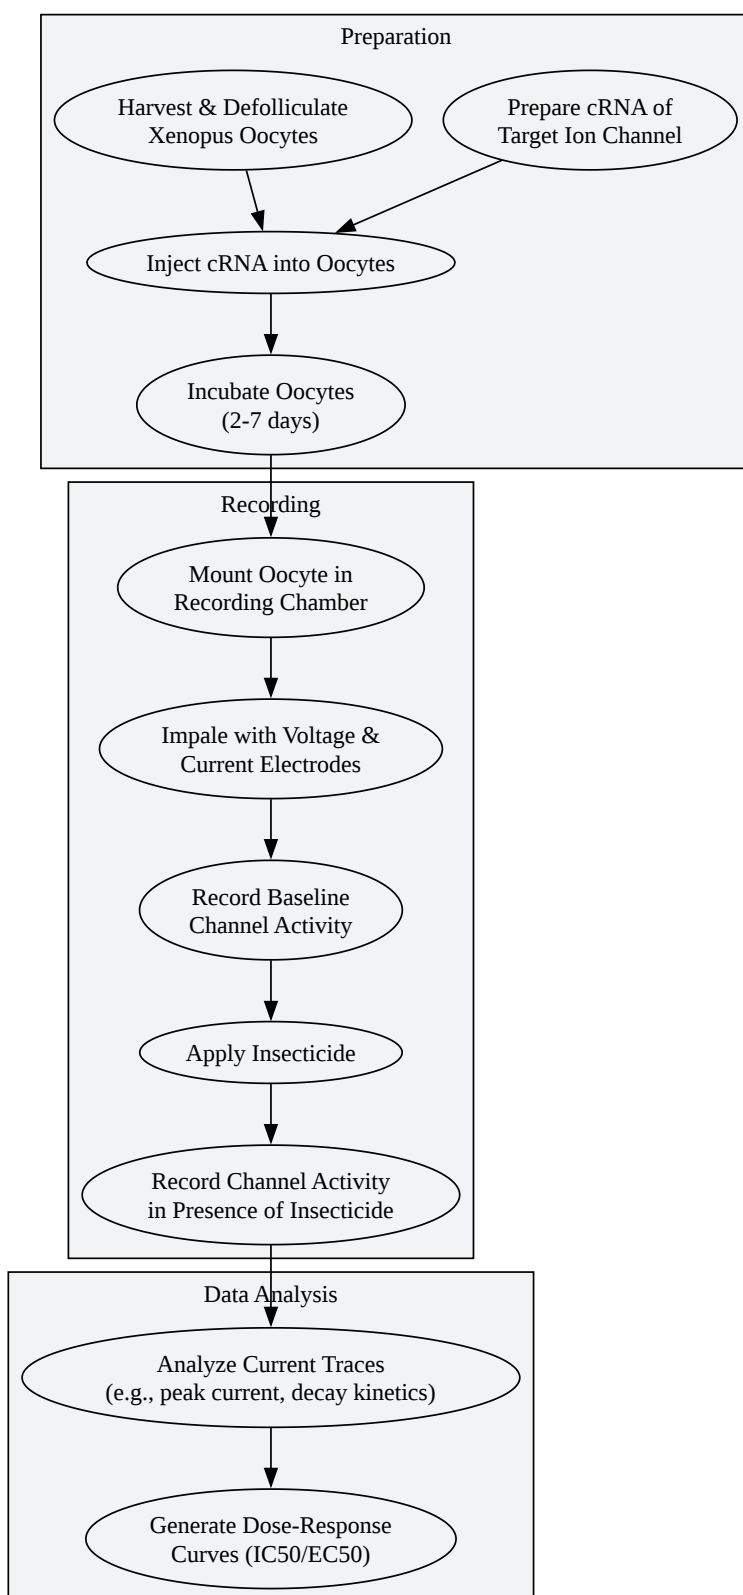 Preparation
Harvest & Defolliculate
Xenopus Oocytes
Prepare cRNA of
Target Ion Channel
Inject cRNA into Oocytes
Incubate Oocytes
(2-7 days)
Recording
Mount Oocyte in
Recording Chamber
Impale with Voltage &
Current Electrodes
Record Baseline
Channel Activity
Apply Insecticide
Record Channel Activity
in Presence of Insecticide
Data Analysis
Analyze Current Traces
(e.g., peak current, decay kinetics)
Generate Dose-Response
Curves (IC50/EC50)